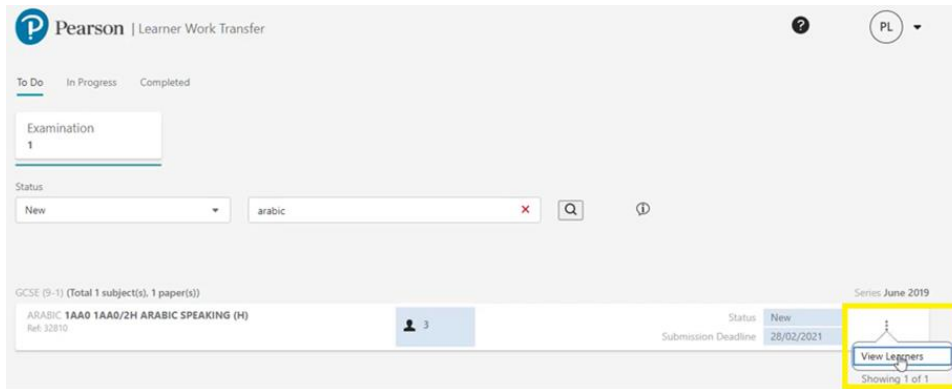 Pearson | Learner Work Transfer
?
PL
To Do In Progress Completed
Examination
1
Status
New arabic
GCSE (9-1) (Total 1 subject(s), 1 paper(s)) Series June 2019
ARABIC 1AA0 1AA0/2H ARABIC SPEAKING (H) 3 Status New
Ref: 32810 Submission Deadline 28/02/2021
View Learners
Showing 1 of 1